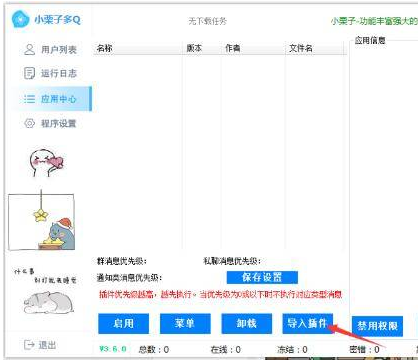 小栗子多Q
无下载任务
小栗子-功能丰富强大的
用户列表
运行日志
应用中心
程序设置
名称 版本 作者 文件名
应用信息
什么事
群消息优先级: 私聊消息优先级:
通知类消息优先级: 保存设置
插件优先级越高，越先执行。当优先级为0或以下时不执行对应类型消息
启用 菜单 卸载 导入插件 禁用权限
退出
V3.6.0 总数：0 在线：0 冻结：0 密错：0